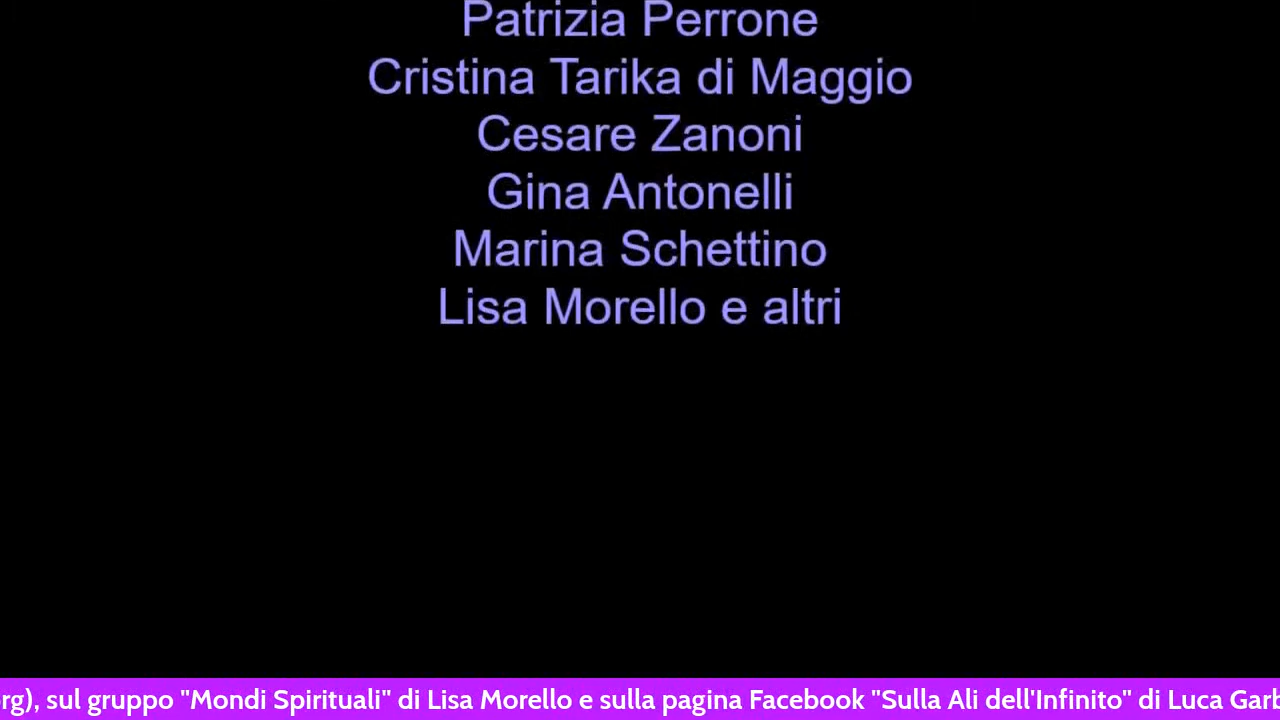 Patrizia Perrone
Cristina Tarika di Maggio
Cesare Zanoni
Gina Antonelli
Marina Schettino
Lisa Morello e altri
rg), sul gruppo "Mondi Spirituali" di Lisa Morello e sulla pagina Facebook "Sulla Ali dell'Infinito" di Luca Garb